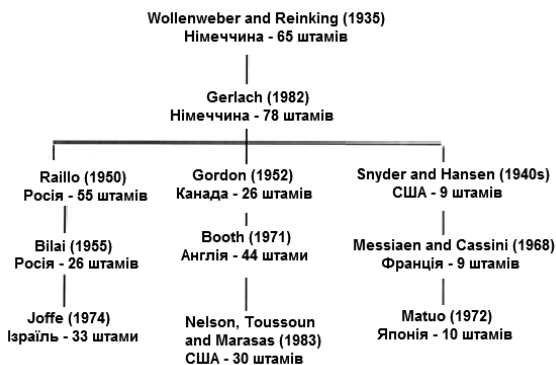 Wollenweber and Reinking (1935)
Німеччина - 65 штамів
Gerlach (1982)
Німеччина - 78 штамів
Raillo (1950)
Росія - 55 штамів
Gordon (1952)
Канада - 26 штамів
Snyder and Hansen (1940s)
США - 9 штамів
Bilai (1955)
Росія - 26 штамів
Booth (1971)
Англія - 44 штами
Messiaen and Cassini (1968)
Франція - 9 штамів
Joffe (1974)
Ізраїль - 33 штами
Nelson, Toussoun
and Marasas (1983)
США - 30 штамів
Matuo (1972)
Японія - 10 штамів